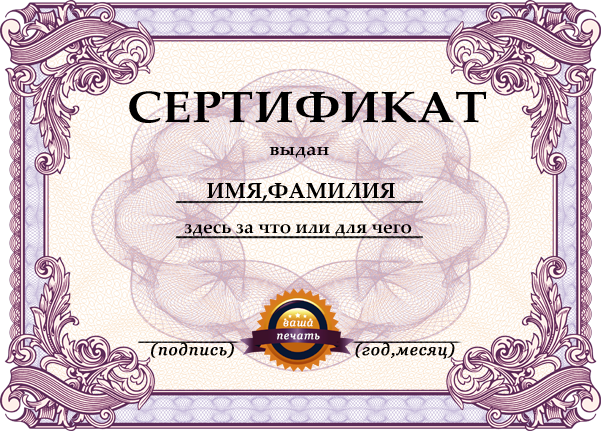 СЕРТИФИКАТ
выдан
ИМЯ,ФАМИЛИЯ
здесь за что или для чего
ваша
печать
(подпись) (год,месяц)